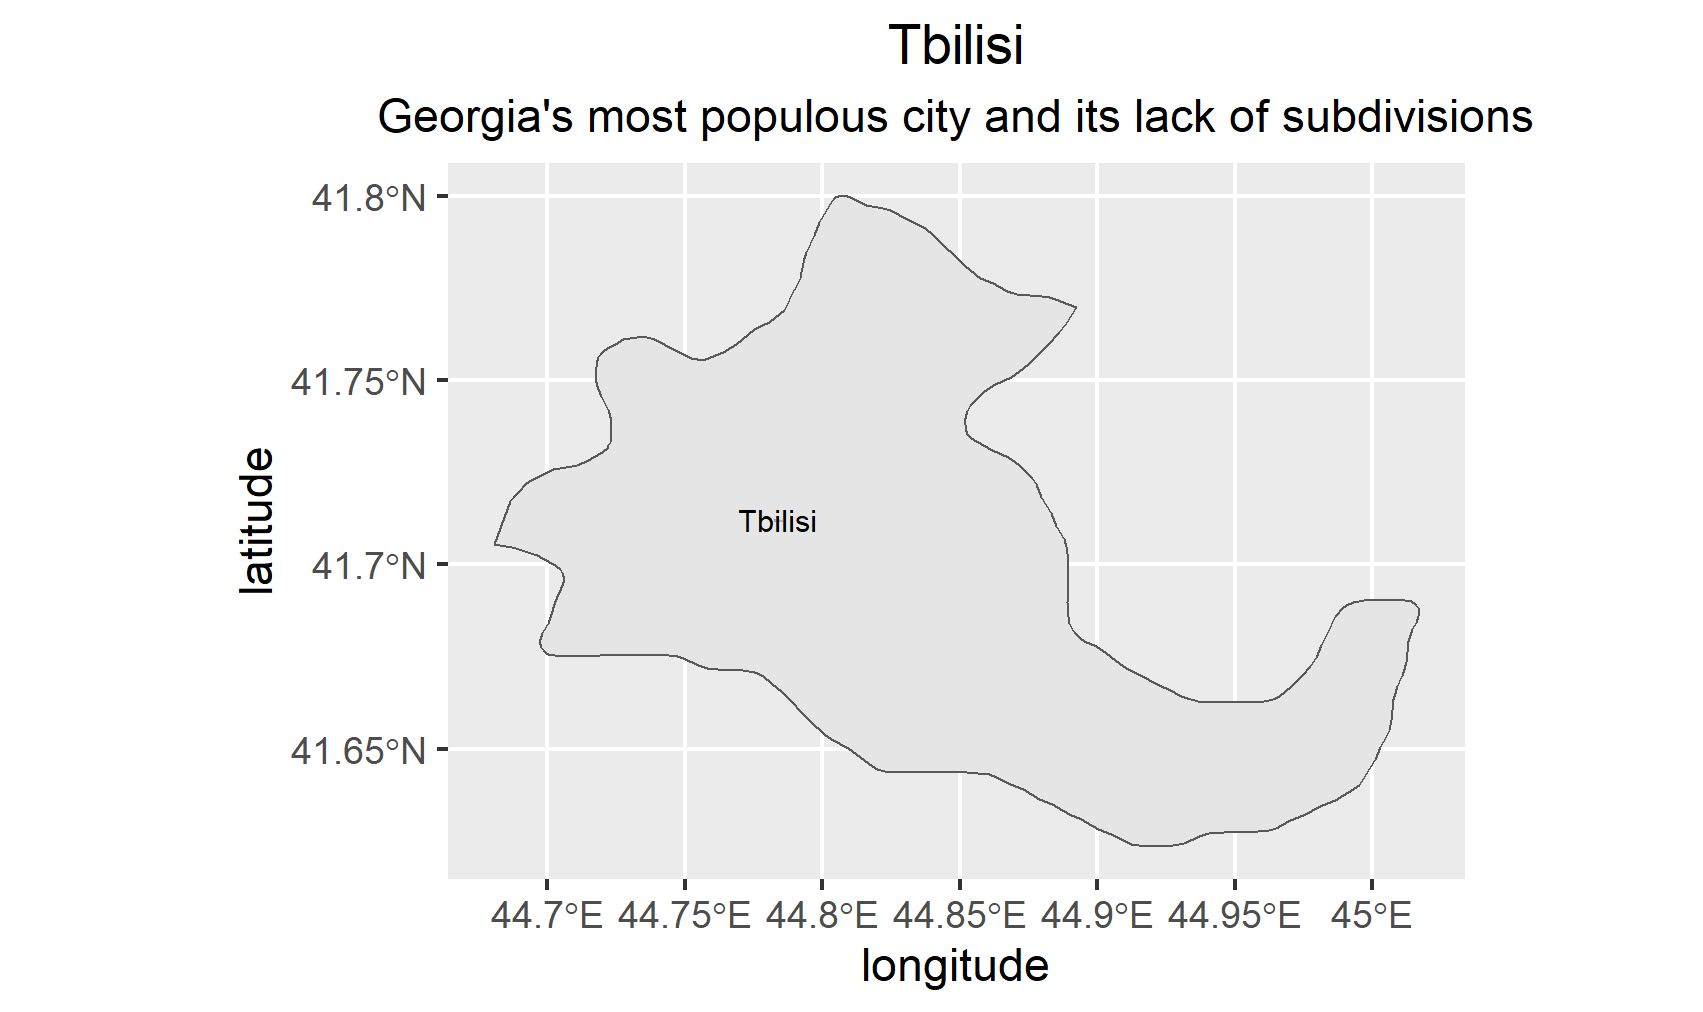 Tbilisi
Georgia's most populous city and its lack of subdivisions
41.8°N
41.75°N
41.7°N
41.65°N
latitude
Tbilisi
44.7°E 44.75°E 44.8°E 44.85°E 44.9°E 44.95°E 45°E
longitude